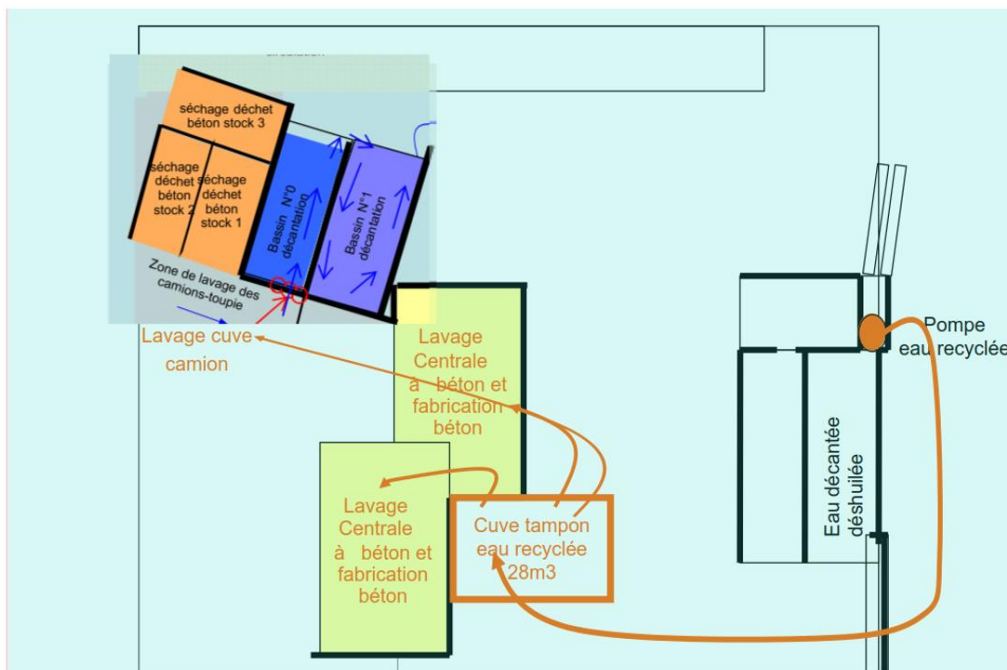 circulation
séchage déchet
béton stock 3
séchage
déchet
béton
stock 2
séchage
déchet
béton
stock 1
Bassin N°0
décantation
Bassin N°1
décantation
Zone de lavage des
camions-toupie
Lavage cuve
camion
Lavage
Centrale
à béton et
fabrication
béton
Lavage
Centrale
à béton et
fabrication
béton
Cuve tampon
eau recyclée
28m3
Pompe
eau recyclée
Eau décantée
déshuilée